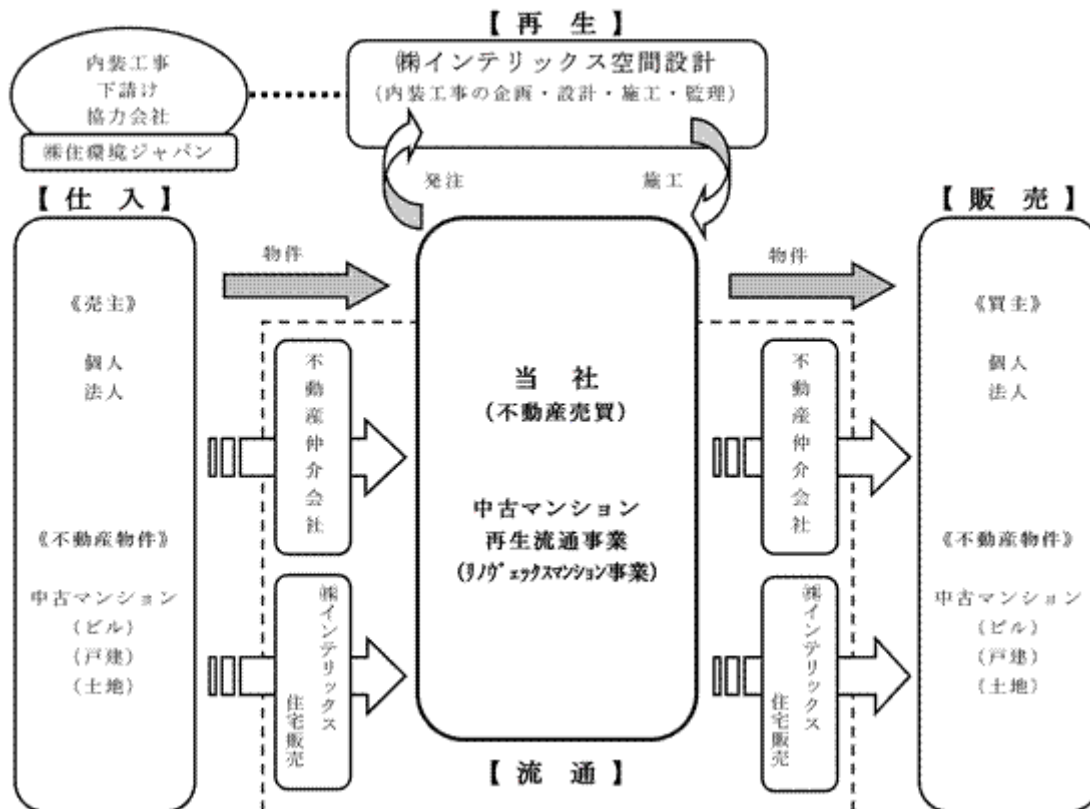 【 再 生 】
㈱インテリックス空間設計
（内装工事の企画・設計・施工・監理）
内装工事
下請け
協力会社
㈱住環境ジャパン
発注
施工
【 仕 入 】
《売主》
個人
法人
《不動産物件》
中古マンション
（ビル）
（戸建）
（土地）
物件
不動産仲介会社
㈱インテリックス
住宅販売
当 社
（不動産売買）
中古マンション
再生流通事業
（ﾘﾉｳﾞｪｯｸｽﾏﾝｼｮﾝ事業）
【 流 通 】
物件
不動産仲介会社
㈱インテリックス
住宅販売
【 販 売 】
《買主》
個人
法人
《不動産物件》
中古マンション
（ビル）
（戸建）
（土地）